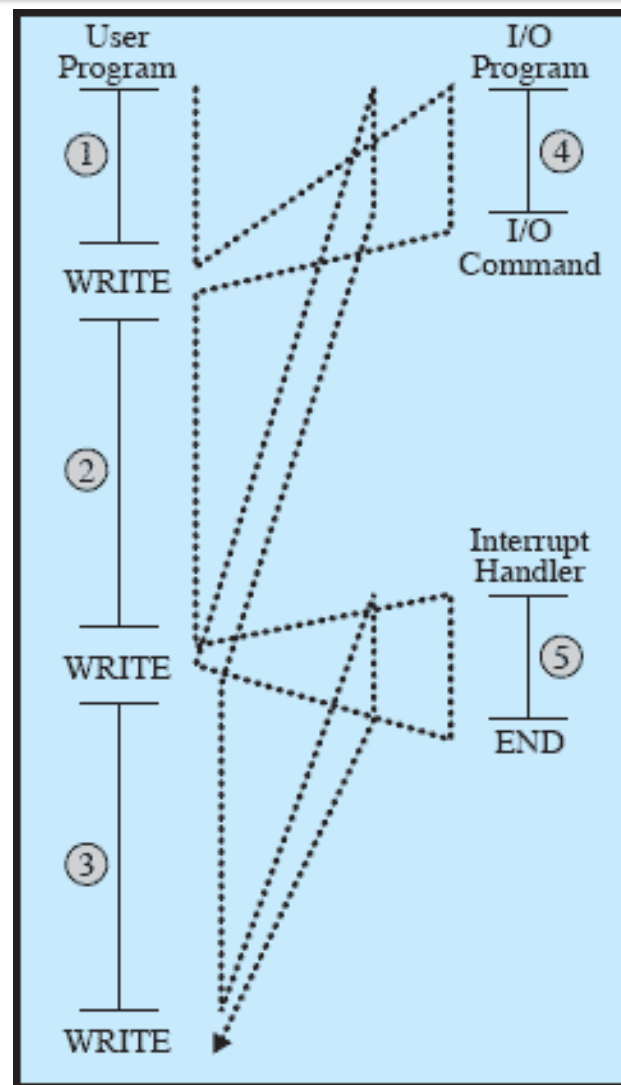 User
Program
1
WRITE
2
WRITE
3
WRITE
I/O
Program
4
I/O
Command
Interrupt
Handler
5
END